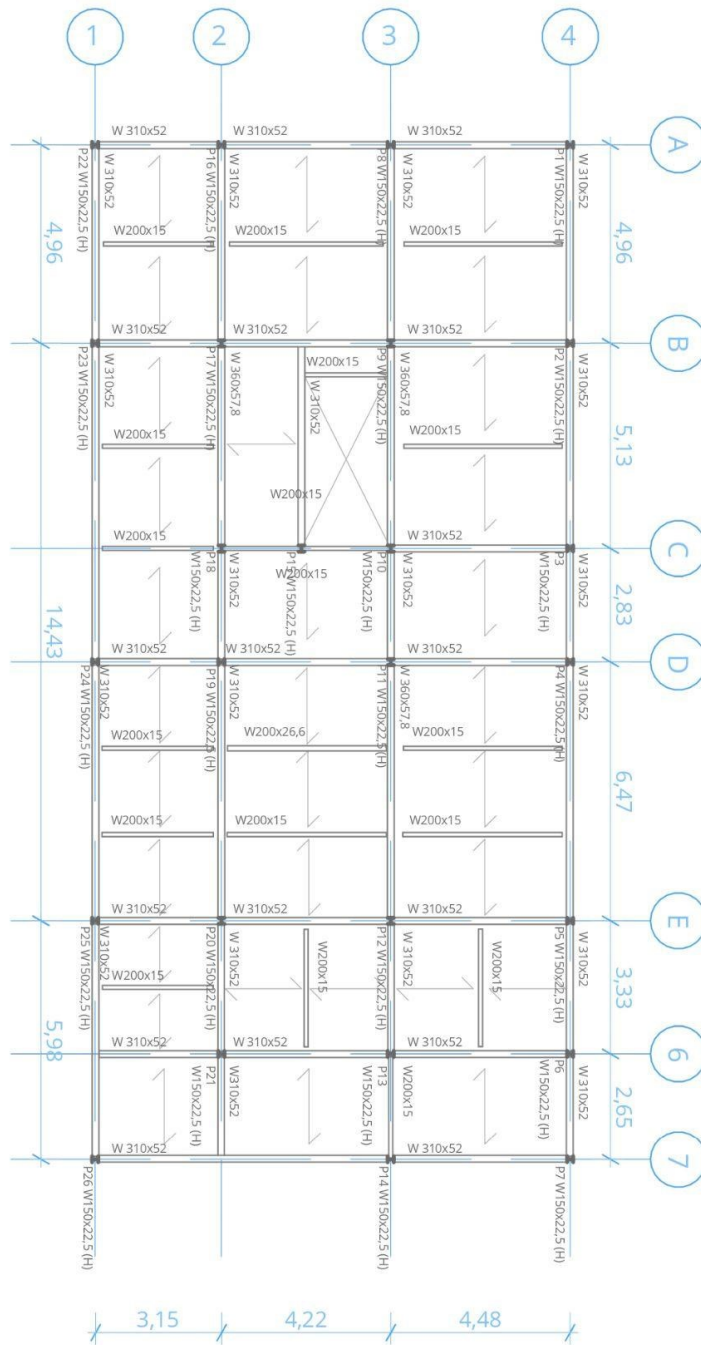 1
2
3
4
W 310x52
W 310x52
W 310x52
A
P22 W150x22,5 (H)
W 310x52
P16 W150x22,5 (H)
W 310x52
P8 W150x22,5 (H)
W 310x52
P1 W150x22,5 (H)
W 310x52
4,96
4,96
W200x15
W200x15
W200x15
W 310x52
W 310x52
W 310x52
B
P23 W150x22,5 (H)
W 310x52
P17 W150x22,5 (H)
W 360x57,8
W200x15
W 310x52
P9 W150x22,5 (H)
W 360x57,8
P2 W150x22,5 (H)
W 310x52
5,13
W200x15
W200x15
W200x15
W200x15
W 310x52
C
P18
W150x22,5 (H)
W 310x52
P15 W150x22,5 (H)
W200x15
P10
W150x22,5 (H)
W 310x52
P3
W150x22,5 (H)
W 310x52
2,83
14,43
W 310x52
W 310x52
W 310x52
D
P24 W150x22,5 (H)
W 310x52
P19 W150x22,5 (H)
W 310x52
P11 W150x22,5 (H)
W 360x57,8
P4 W150x22,5 (H)
W 310x52
W200x15
W200x26,6
W200x15
6,47
W200x15
W200x15
W200x15
W 310x52
W 310x52
W 310x52
E
P25 W150x22,5 (H)
W 310x52
P20 W150x22,5 (H)
W 310x52
W200x15
P12 W150x22,5 (H)
W 310x52
W200x15
P5 W150x22,5 (H)
W 310x52
3,33
W200x15
5,98
W 310x52
W 310x52
W 310x52
6
P21
W150x22,5 (H)
W310x52
P13
W150x22,5 (H)
W200x15
P6
W150x22,5 (H)
W 310x52
2,65
W 310x52
W 310x52
7
P26 W150x22,5 (H)
P14 W150x22,5 (H)
P7 W150x22,5 (H)
3,15
4,22
4,48